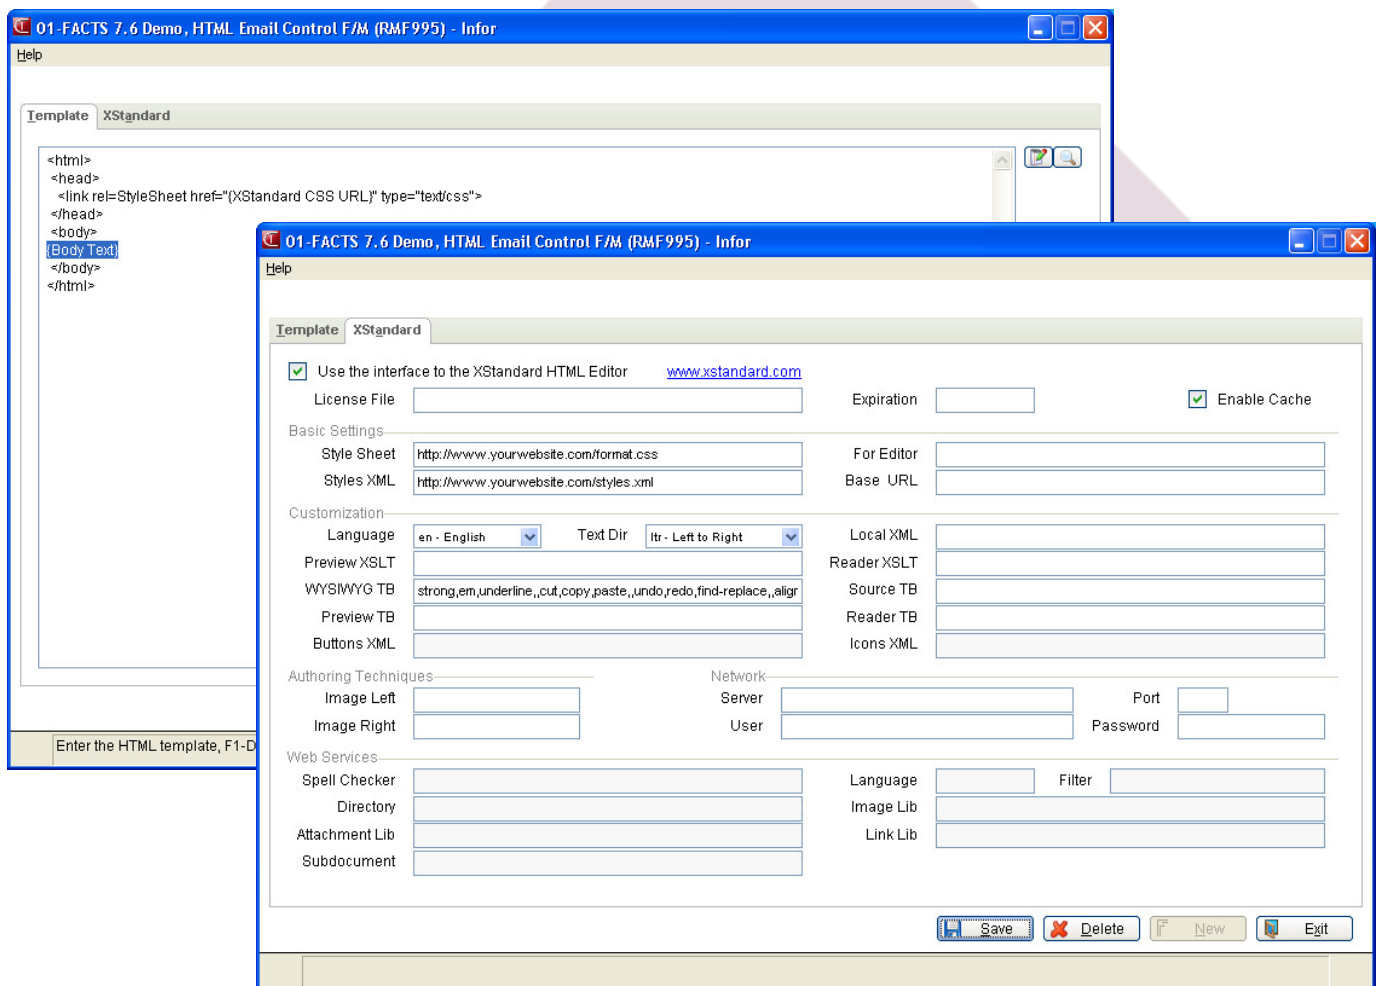 01-FACTS 7.6 Demo, HTML Email Control F/M (RMF995) - Infor
Help
Template XStandard
<html>
<head>
<link rel=StyleSheet href="{XStandard CSS URL}" type="text/css">
</head>
<body>
{Body Text}
</body>
</html>
Enter the HTML template, F1-D
01-FACTS 7.6 Demo, HTML Email Control F/M (RMF995) - Infor
Help
Template XStandard
Use the interface to the XStandard HTML Editor www.xstandard.com
License File Expiration Enable Cache
Basic Settings
Style Sheet http://www.yourwebsite.com/format.css For Editor
Styles XML http://www.yourwebsite.com/styles.xml Base URL
Customization
Language en - English Text Dir ltr - Left to Right Local XML
Preview XSLT Reader XSLT
WYSIWYG TB strong,em,underline,,cut,copy,paste,,undo,redo,find-replace,,align Source TB
Preview TB Reader TB
Buttons XML Icons XML
Authoring Techniques Network
Image Left Server Port
Image Right User Password
Web Services
Spell Checker Language Filter
Directory Image Lib
Attachment Lib Link Lib
Subdocument
Save Delete New Exit